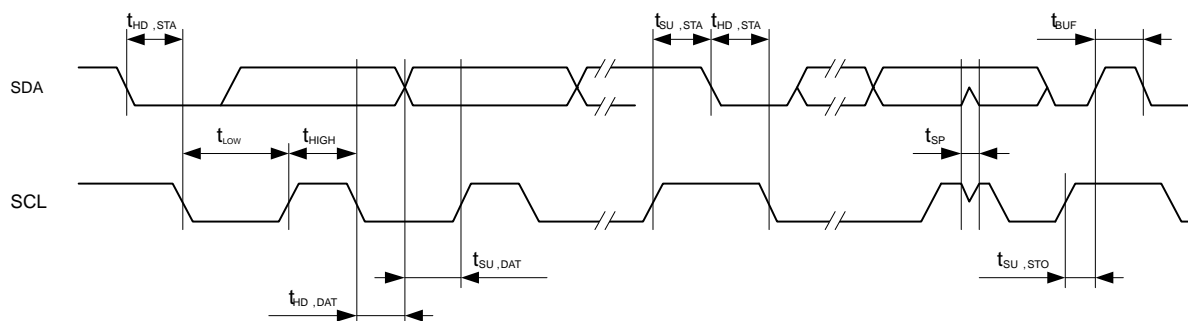 tHD,STA tSU,STA tHD,STA tBUF
SDA
tLOW tHIGH tSP
SCL
tSU,DAT tSU,STO
tHD,DAT